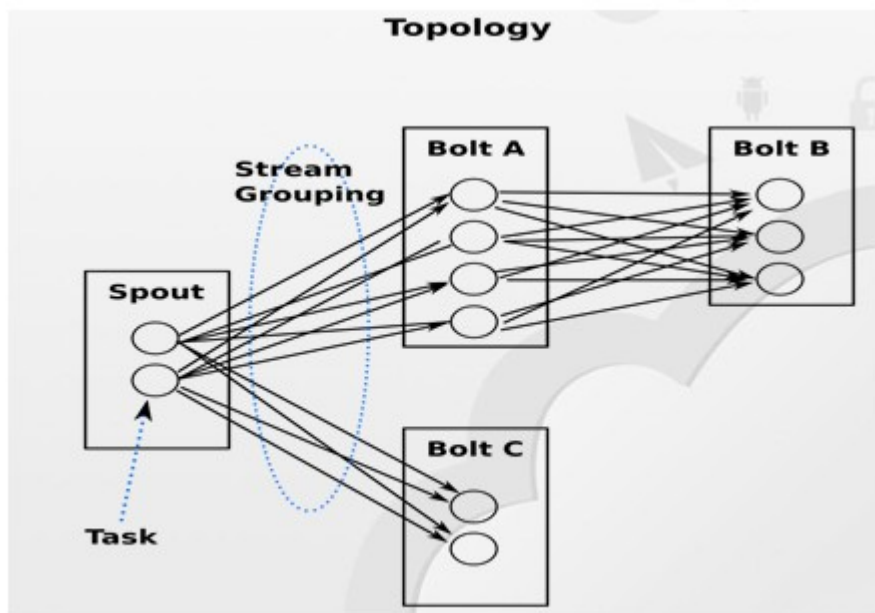 Topology
Stream
Grouping
Bolt A
Bolt B
Spout
Bolt C
Task